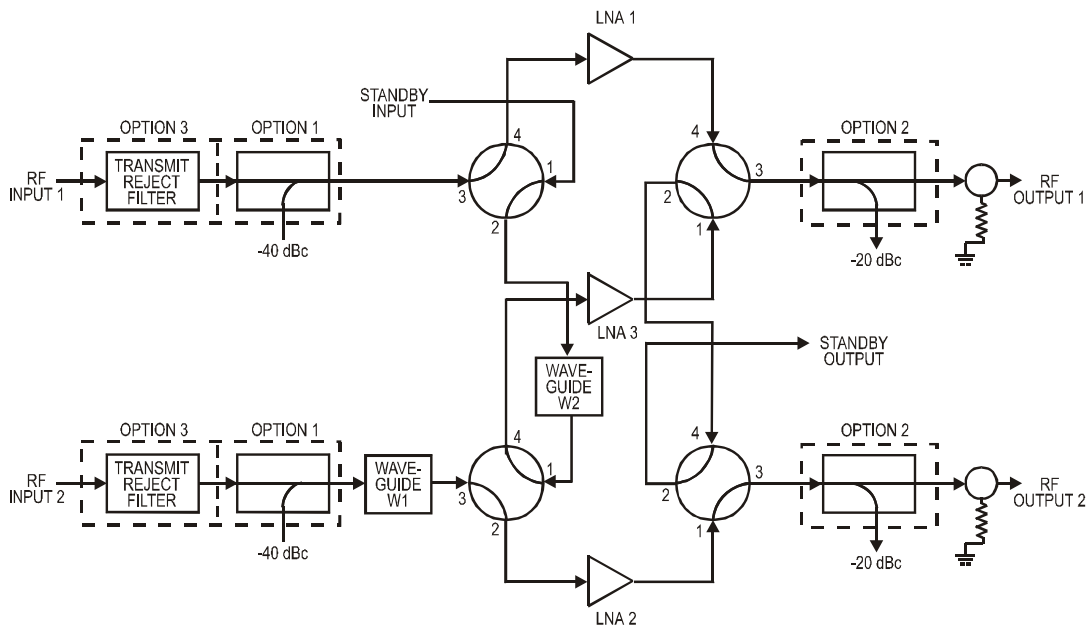 LNA 1
STANDBY
INPUT
OPTION 3
OPTION 1
OPTION 2
4
4
RF
INPUT 1
TRANSMIT
REJECT
FILTER
3
1
2
2
3
1
RF
OUTPUT 1
-40 dBc
-20 dBc
LNA 3
STANDBY
OUTPUT
WAVE-
GUIDE
W2
OPTION 3
OPTION 1
OPTION 2
4
4
RF
INPUT 2
TRANSMIT
REJECT
FILTER
WAVE-
GUIDE
W1
3
1
2
2
3
1
RF
OUTPUT 2
-40 dBc
-20 dBc
LNA 2